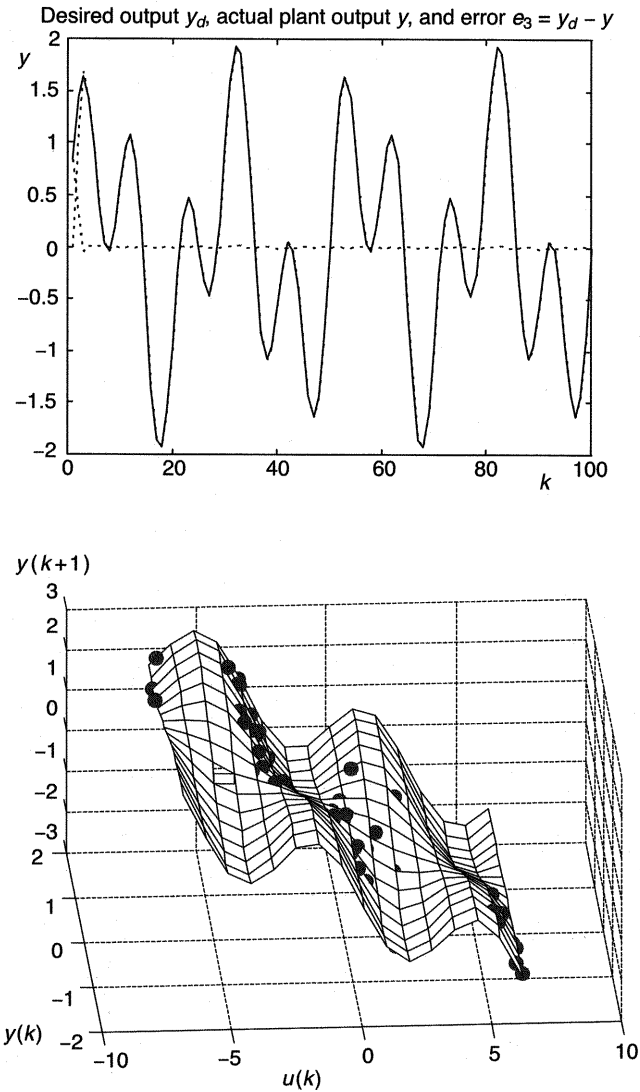 Desired output y_d, actual plant output y, and error e_3 = y_d − y
y
2
1.5
1
0.5
0
−0.5
−1
−1.5
−2
0 20 40 60 80 100
k
y(k+1)
3
2
1
0
−1
−2
−3
2
1
0
−1
y(k) −2
−10 −5 0 5 10
u(k)